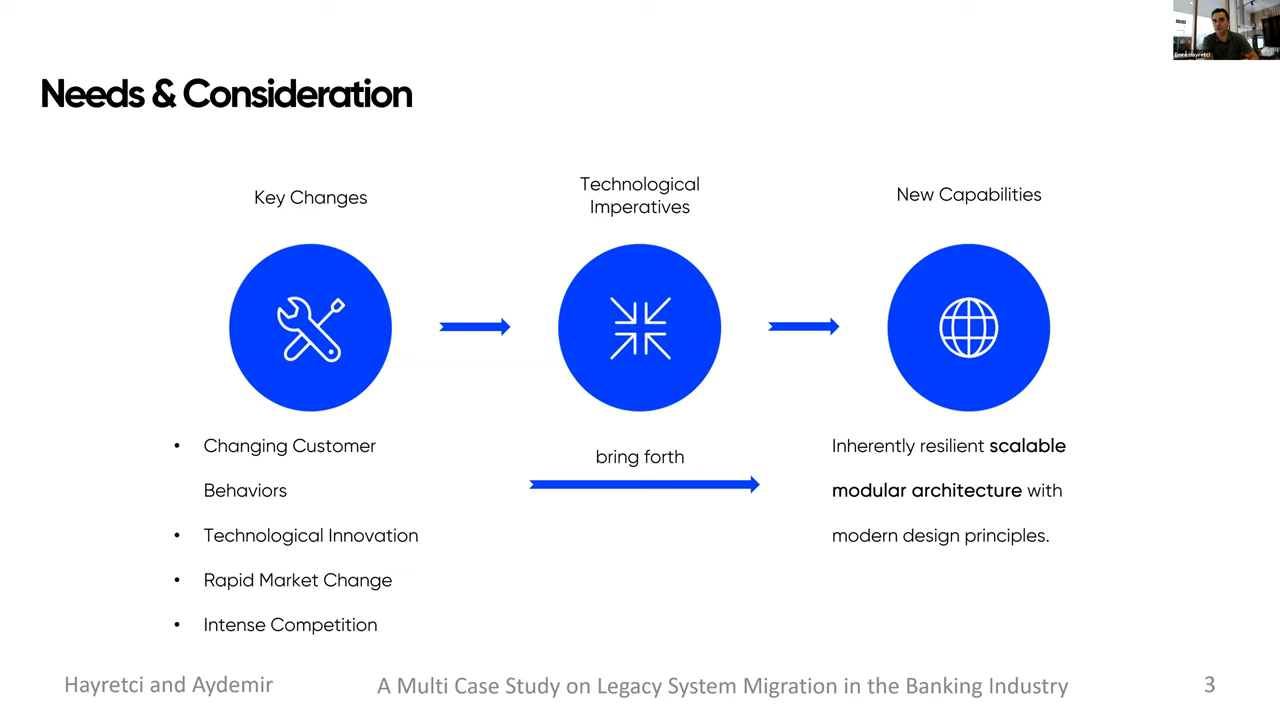 Needs & Consideration
Key Changes
Technological
Imperatives
New Capabilities
• Changing Customer
Behaviors
• Technological Innovation
• Rapid Market Change
• Intense Competition
bring forth
Inherently resilient scalable
modular architecture with
modern design principles.
Emre Hayretci
Hayretci and Aydemir
A Multi Case Study on Legacy System Migration in the Banking Industry
3